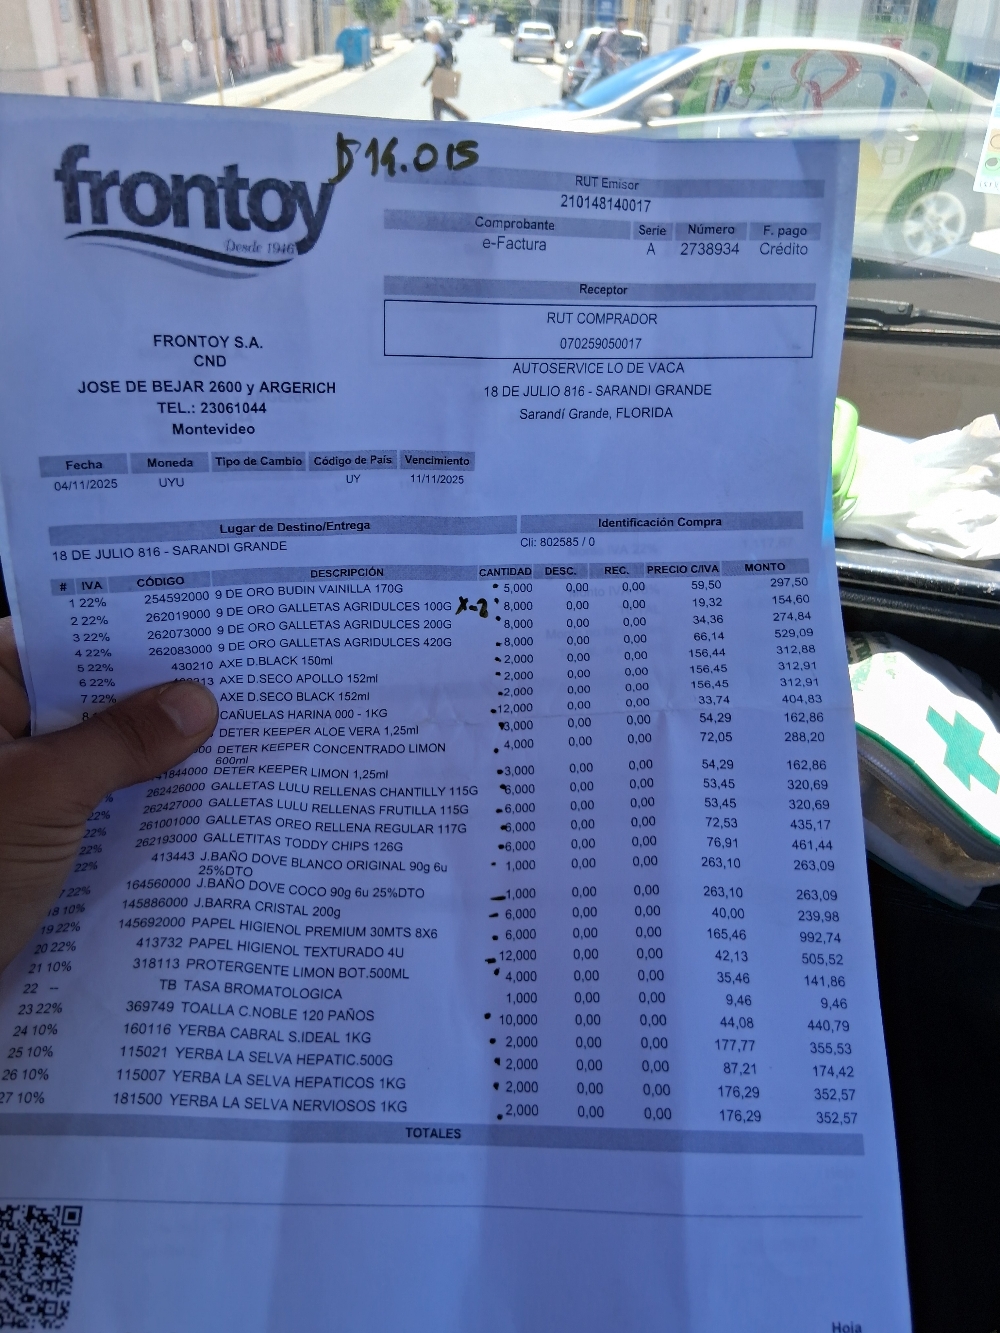 $ 14.015
frontoy
Desde 1946
RUT Emisor
210148140017
Comprobante Serie Número F. pago
e-Factura A 2738934 Crédito
Receptor
RUT COMPRADOR
070259050017
AUTOSERVICE LO DE VACA
18 DE JULIO 816 - SARANDI GRANDE
Sarandí Grande, FLORIDA
FRONTOY S.A.
CND
JOSE DE BEJAR 2600 y ARGERICH
TEL.: 23061044
Montevideo
Fecha Moneda Tipo de Cambio Código de País Vencimiento
04/11/2025 UYU UY 11/11/2025
Lugar de Destino/Entrega Identificación Compra
18 DE JULIO 816 - SARANDI GRANDE Cli: 802585 / 0
# IVA CÓDIGO DESCRIPCIÓN CANTIDAD DESC. REC. PRECIO C/IVA MONTO
1 22% 254592000 9 DE ORO BUDIN VAINILLA 170G 5,000 0,00 0,00 59,50 297,50
2 22% 262019000 9 DE ORO GALLETAS AGRIDULCES 100G X-2 8,000 0,00 0,00 19,32 154,60
3 22% 262073000 9 DE ORO GALLETAS AGRIDULCES 200G 8,000 0,00 0,00 34,36 274,84
4 22% 262083000 9 DE ORO GALLETAS AGRIDULCES 420G 8,000 0,00 0,00 66,14 529,09
5 22% 430210 AXE D.BLACK 150ml 2,000 0,00 0,00 156,44 312,88
6 22% AXE D.SECO APOLLO 152ml 2,000 0,00 0,00 156,45 312,91
7 22% AXE D.SECO BLACK 152ml 2,000 0,00 0,00 156,45 312,91
8 CAÑUELAS HARINA 000 - 1KG 12,000 0,00 0,00 33,74 404,83
DETER KEEPER ALOE VERA 1,25ml 3,000 0,00 0,00 54,29 162,86
DETER KEEPER CONCENTRADO LIMON 4,000 0,00 0,00 72,05 288,20
600ml
DETER KEEPER LIMON 1,25ml 3,000 0,00 0,00 54,29 162,86
262426000 GALLETAS LULU RELLENAS CHANTILLY 115G 6,000 0,00 0,00 53,45 320,69
22% 262427000 GALLETAS LULU RELLENAS FRUTILLA 115G 6,000 0,00 0,00 53,45 320,69
22% 261001000 GALLETAS OREO RELLENA REGULAR 117G 6,000 0,00 0,00 72,53 435,17
22% 262193000 GALLETITAS TODDY CHIPS 126G 6,000 0,00 0,00 76,91 461,44
22% 413443 J.BAÑO DOVE BLANCO ORIGINAL 90g 6u 1,000 0,00 0,00 263,10 263,09
25%DTO
7 22% 164560000 J.BAÑO DOVE COCO 90g 6u 25%DTO 1,000 0,00 0,00 263,10 263,09
18 10% 145886000 J.BARRA CRISTAL 200g 6,000 0,00 0,00 40,00 239,98
19 22% 145692000 PAPEL HIGIENOL PREMIUM 30MTS 8X6 6,000 0,00 0,00 165,46 992,74
20 22% 413732 PAPEL HIGIENOL TEXTURADO 4U 12,000 0,00 0,00 42,13 505,52
21 10% 318113 PROTERGENTE LIMON BOT.500ML 4,000 0,00 0,00 35,46 141,86
22 -- TB TASA BROMATOLOGICA 1,000 0,00 0,00 9,46 9,46
23 22% 369749 TOALLA C.NOBLE 120 PAÑOS 10,000 0,00 0,00 44,08 440,79
24 10% 160116 YERBA CABRAL S.IDEAL 1KG 2,000 0,00 0,00 177,77 355,53
25 10% 115021 YERBA LA SELVA HEPATIC.500G 2,000 0,00 0,00 87,21 174,42
26 10% 115007 YERBA LA SELVA HEPATICOS 1KG 2,000 0,00 0,00 176,29 352,57
27 10% 181500 YERBA LA SELVA NERVIOSOS 1KG 2,000 0,00 0,00 176,29 352,57
TOTALES
Hoja